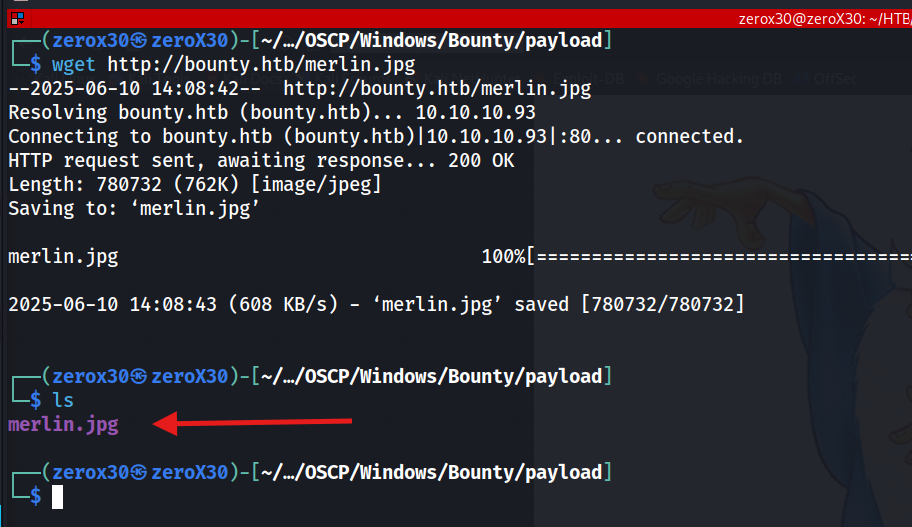 zerox30@zeroX30: ~/HTB/
┌──(zerox30㉿zeroX30)-[~/…/OSCP/Windows/Bounty/payload]
└─$ wget http://bounty.htb/merlin.jpg
--2025-06-10 14:08:42--  http://bounty.htb/merlin.jpg
Resolving bounty.htb (bounty.htb)... 10.10.10.93
Connecting to bounty.htb (bounty.htb)|10.10.10.93|:80... connected.
HTTP request sent, awaiting response... 200 OK
Length: 780732 (762K) [image/jpeg]
Saving to: ‘merlin.jpg’
merlin.jpg 100%[===================================
2025-06-10 14:08:43 (608 KB/s) - ‘merlin.jpg’ saved [780732/780732]
┌──(zerox30㉿zeroX30)-[~/…/OSCP/Windows/Bounty/payload]
└─$ ls
merlin.jpg
┌──(zerox30㉿zeroX30)-[~/…/OSCP/Windows/Bounty/payload]
└─$
Google Hacking DB
OffSec